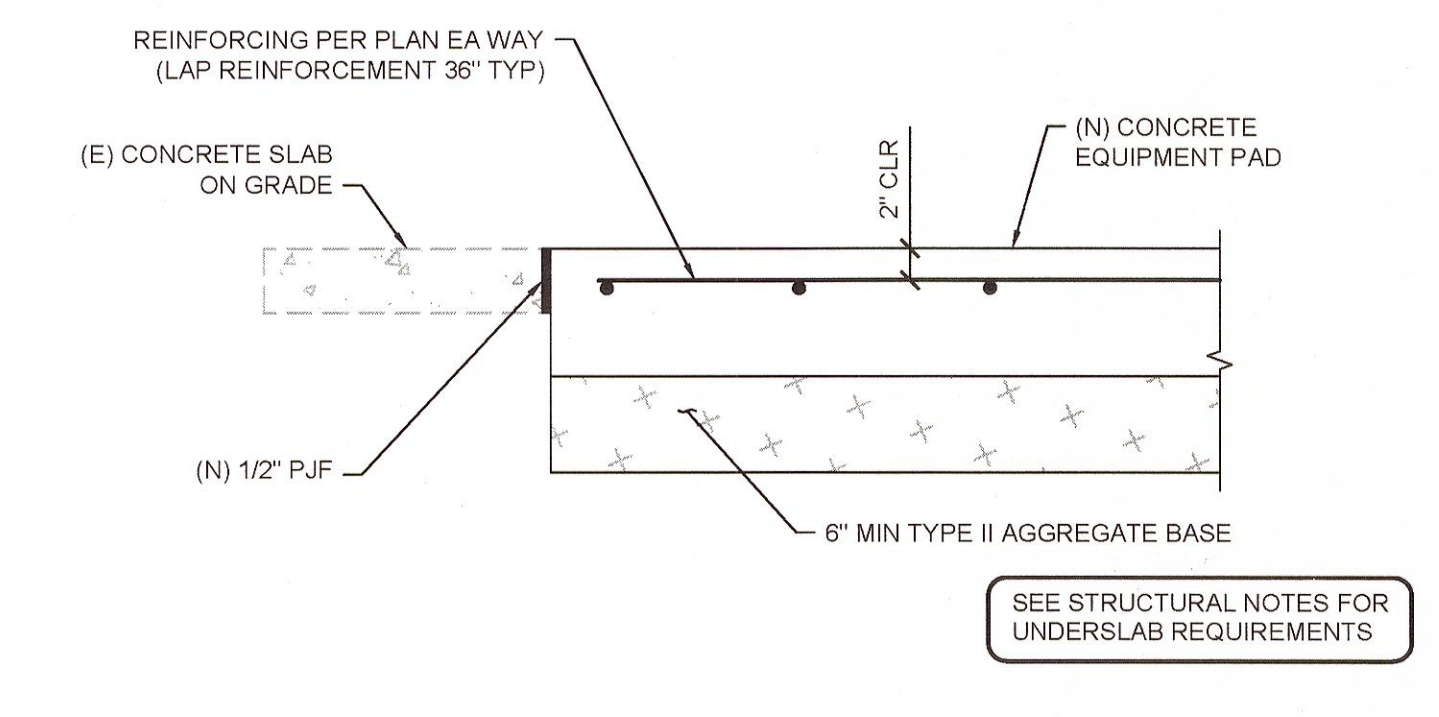 REINFORCING PER PLAN EA WAY
(LAP REINFORCEMENT 36" TYP)
(E) CONCRETE SLAB
ON GRADE
2" CLR
(N) CONCRETE
EQUIPMENT PAD
(N) 1/2" PJF
6" MIN TYPE II AGGREGATE BASE
SEE STRUCTURAL NOTES FOR
UNDERSLAB REQUIREMENTS